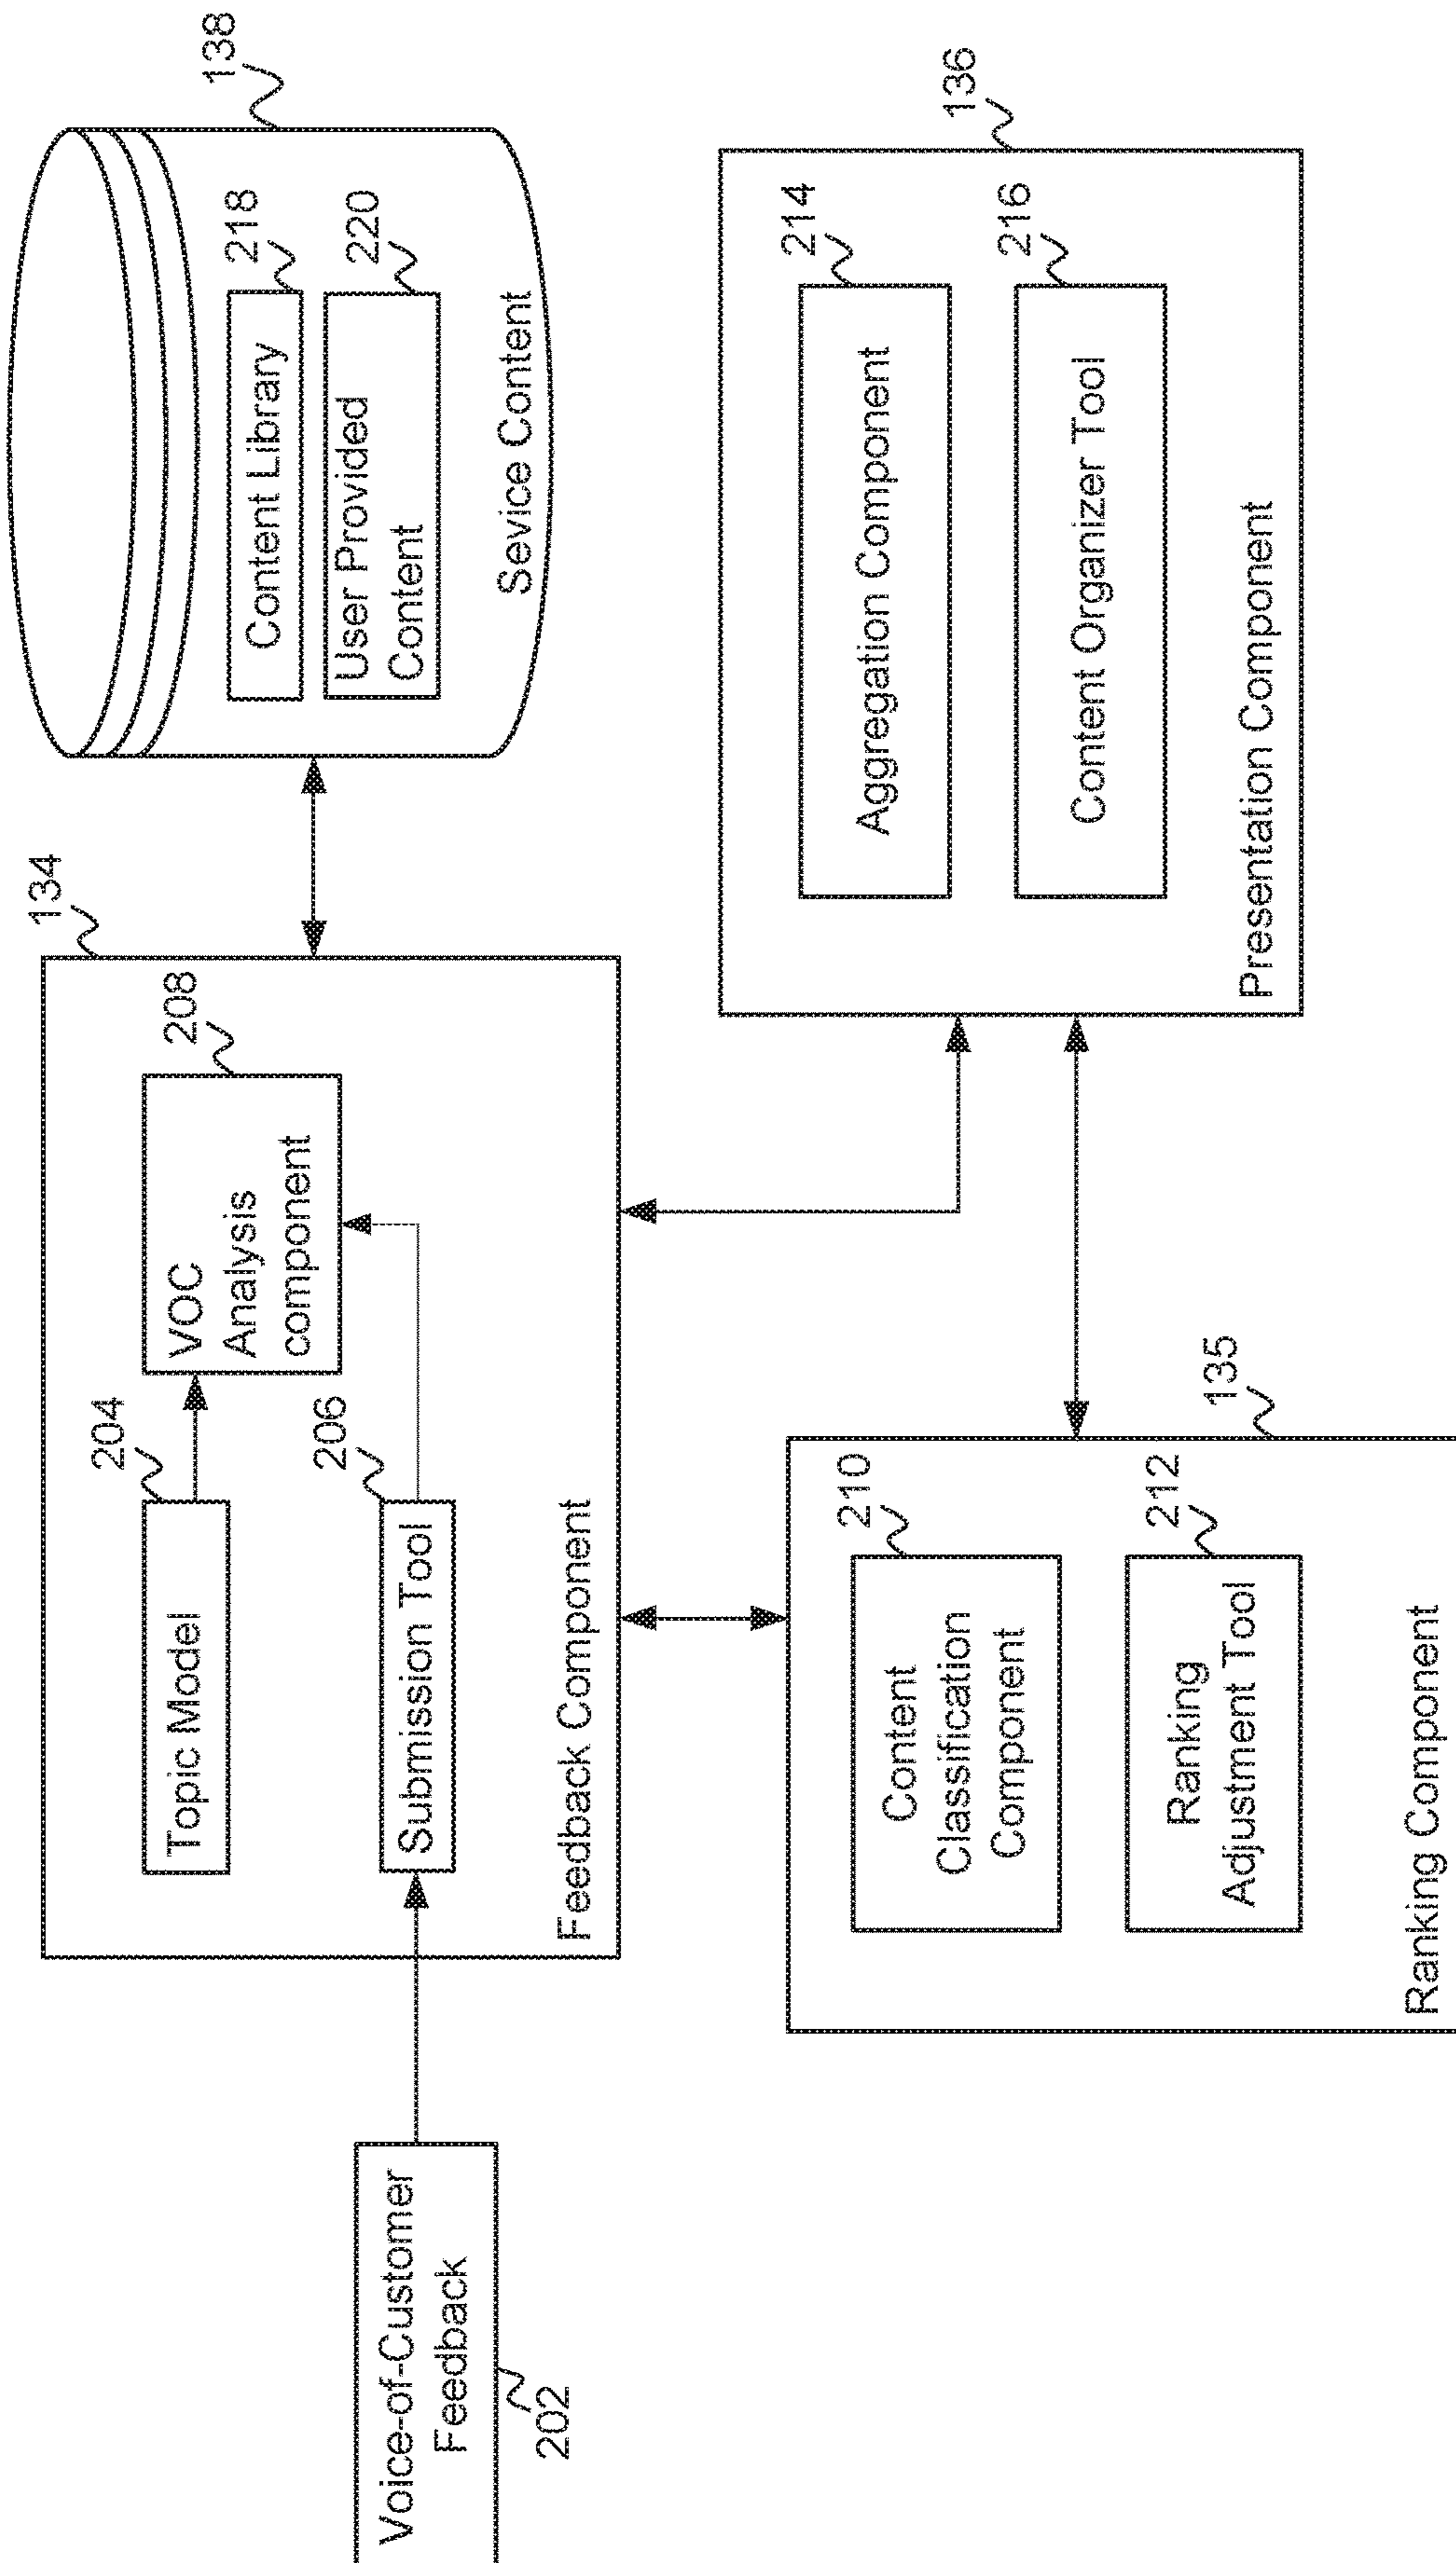 Voice-of-Customer
Feedback
202
134
204
Topic Model
208
VOC
Analysis
component
206
Submission Tool
Feedback Component
138
218
Content Library
220
User Provided
Content
Sevice Content
135
210
Content
Classification
Component
212
Ranking
Adjustment Tool
Ranking Component
136
214
Aggregation Component
216
Content Organizer Tool
Presentation Component